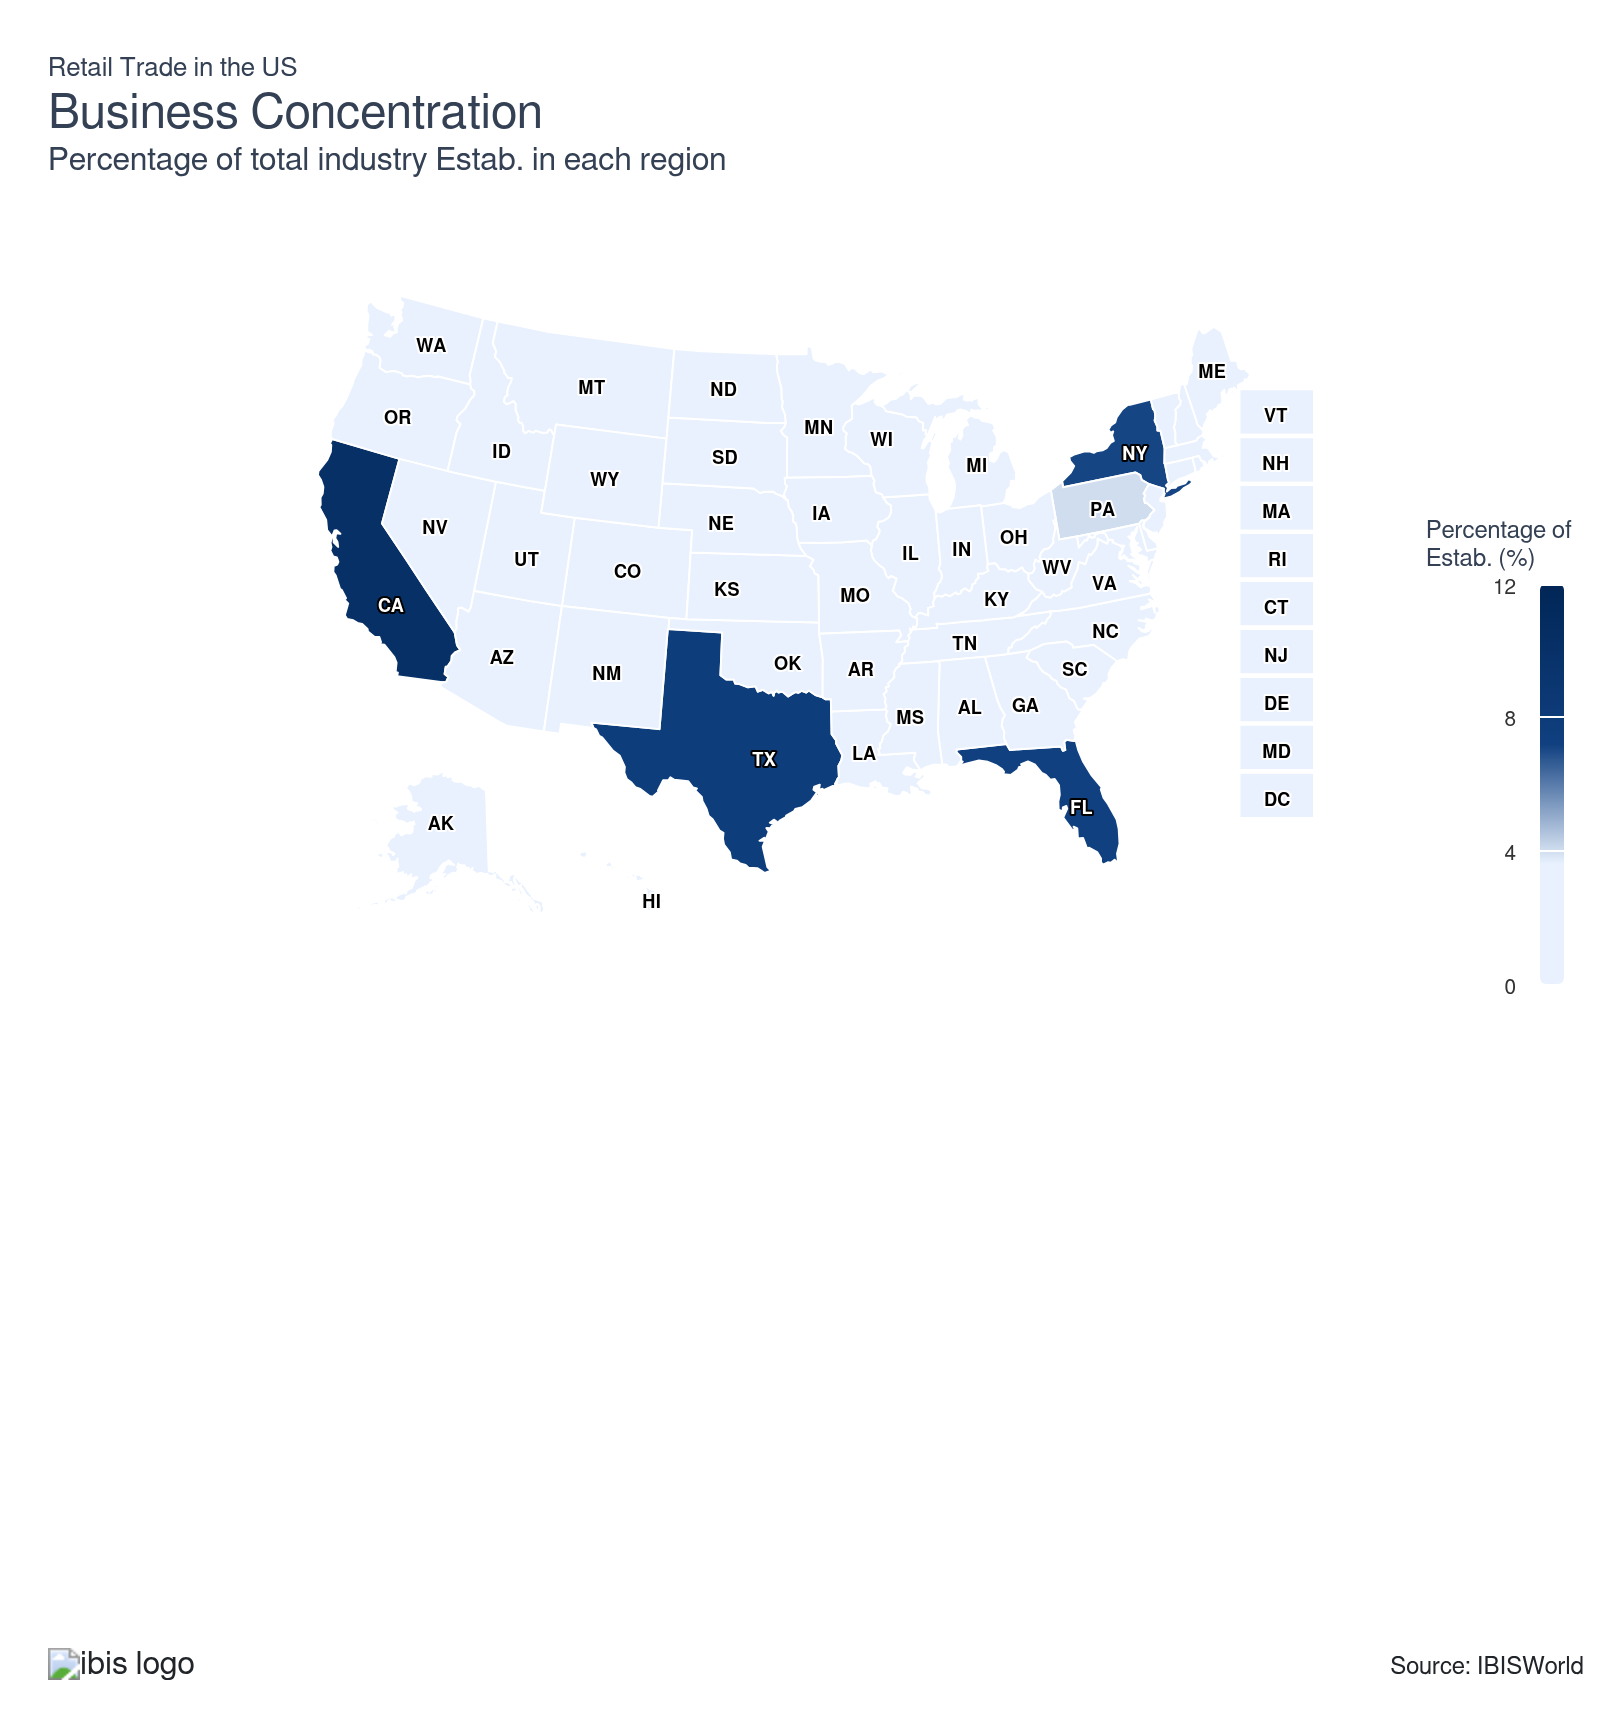 Retail Trade in the US
Business Concentration
Percentage of total industry Estab. in each region
WA
MT
ND
ME
OR
MN
VT
ID
SD
WI
NY
NH
MI
WY
PA
MA
NV
NE
IA
OH
Percentage of
Estab. (%)
UT
IL
IN
RI
CO
WV
12
KS
MO
KY
VA
CT
CA
TN
NC
AZ
NM
OK
AR
SC
NJ
MS
AL
GA
DE
8
TX
LA
MD
FL
DC
AK
4
HI
0
ibis logo
Source: IBISWorld